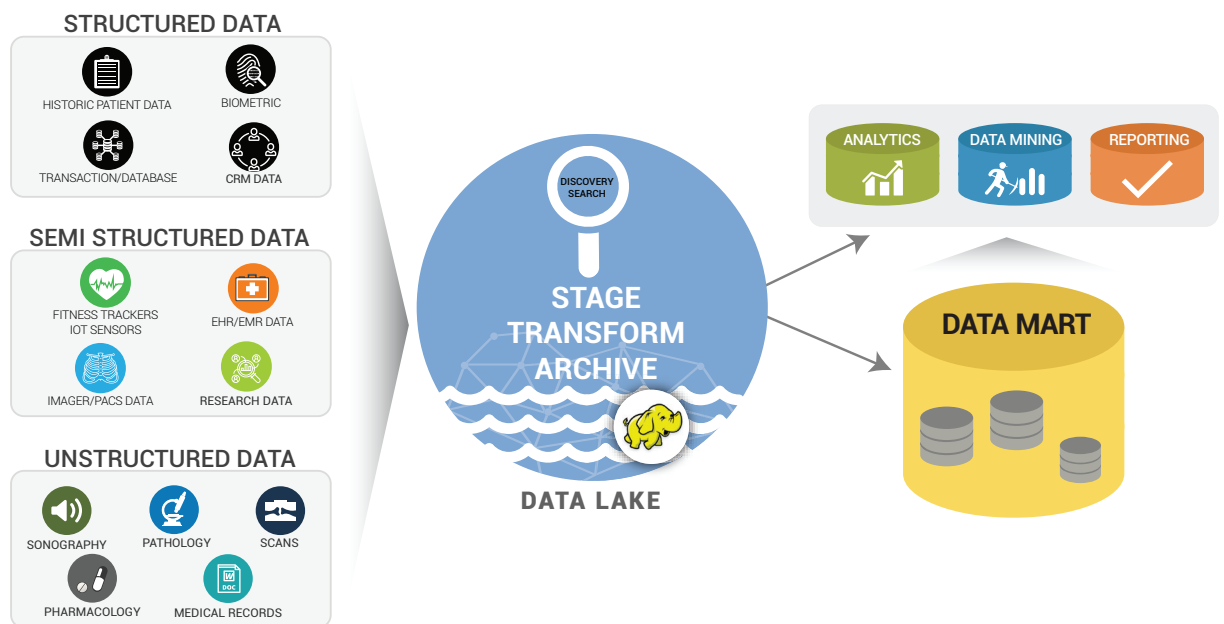 STRUCTURED DATA
HISTORIC PATIENT DATA
BIOMETRIC
TRANSACTION/DATABASE
CRM DATA
SEMI STRUCTURED DATA
FITNESS TRACKERS
IOT SENSORS
EHR/EMR DATA
IMAGER/PACS DATA
RESEARCH DATA
UNSTRUCTURED DATA
SONOGRAPHY
PATHOLOGY
SCANS
PHARMACOLOGY
W
DOC
MEDICAL RECORDS
DISCOVERY
SEARCH
STAGE
TRANSFORM
ARCHIVE
DATA LAKE
ANALYTICS
DATA MINING
REPORTING
DATA MART